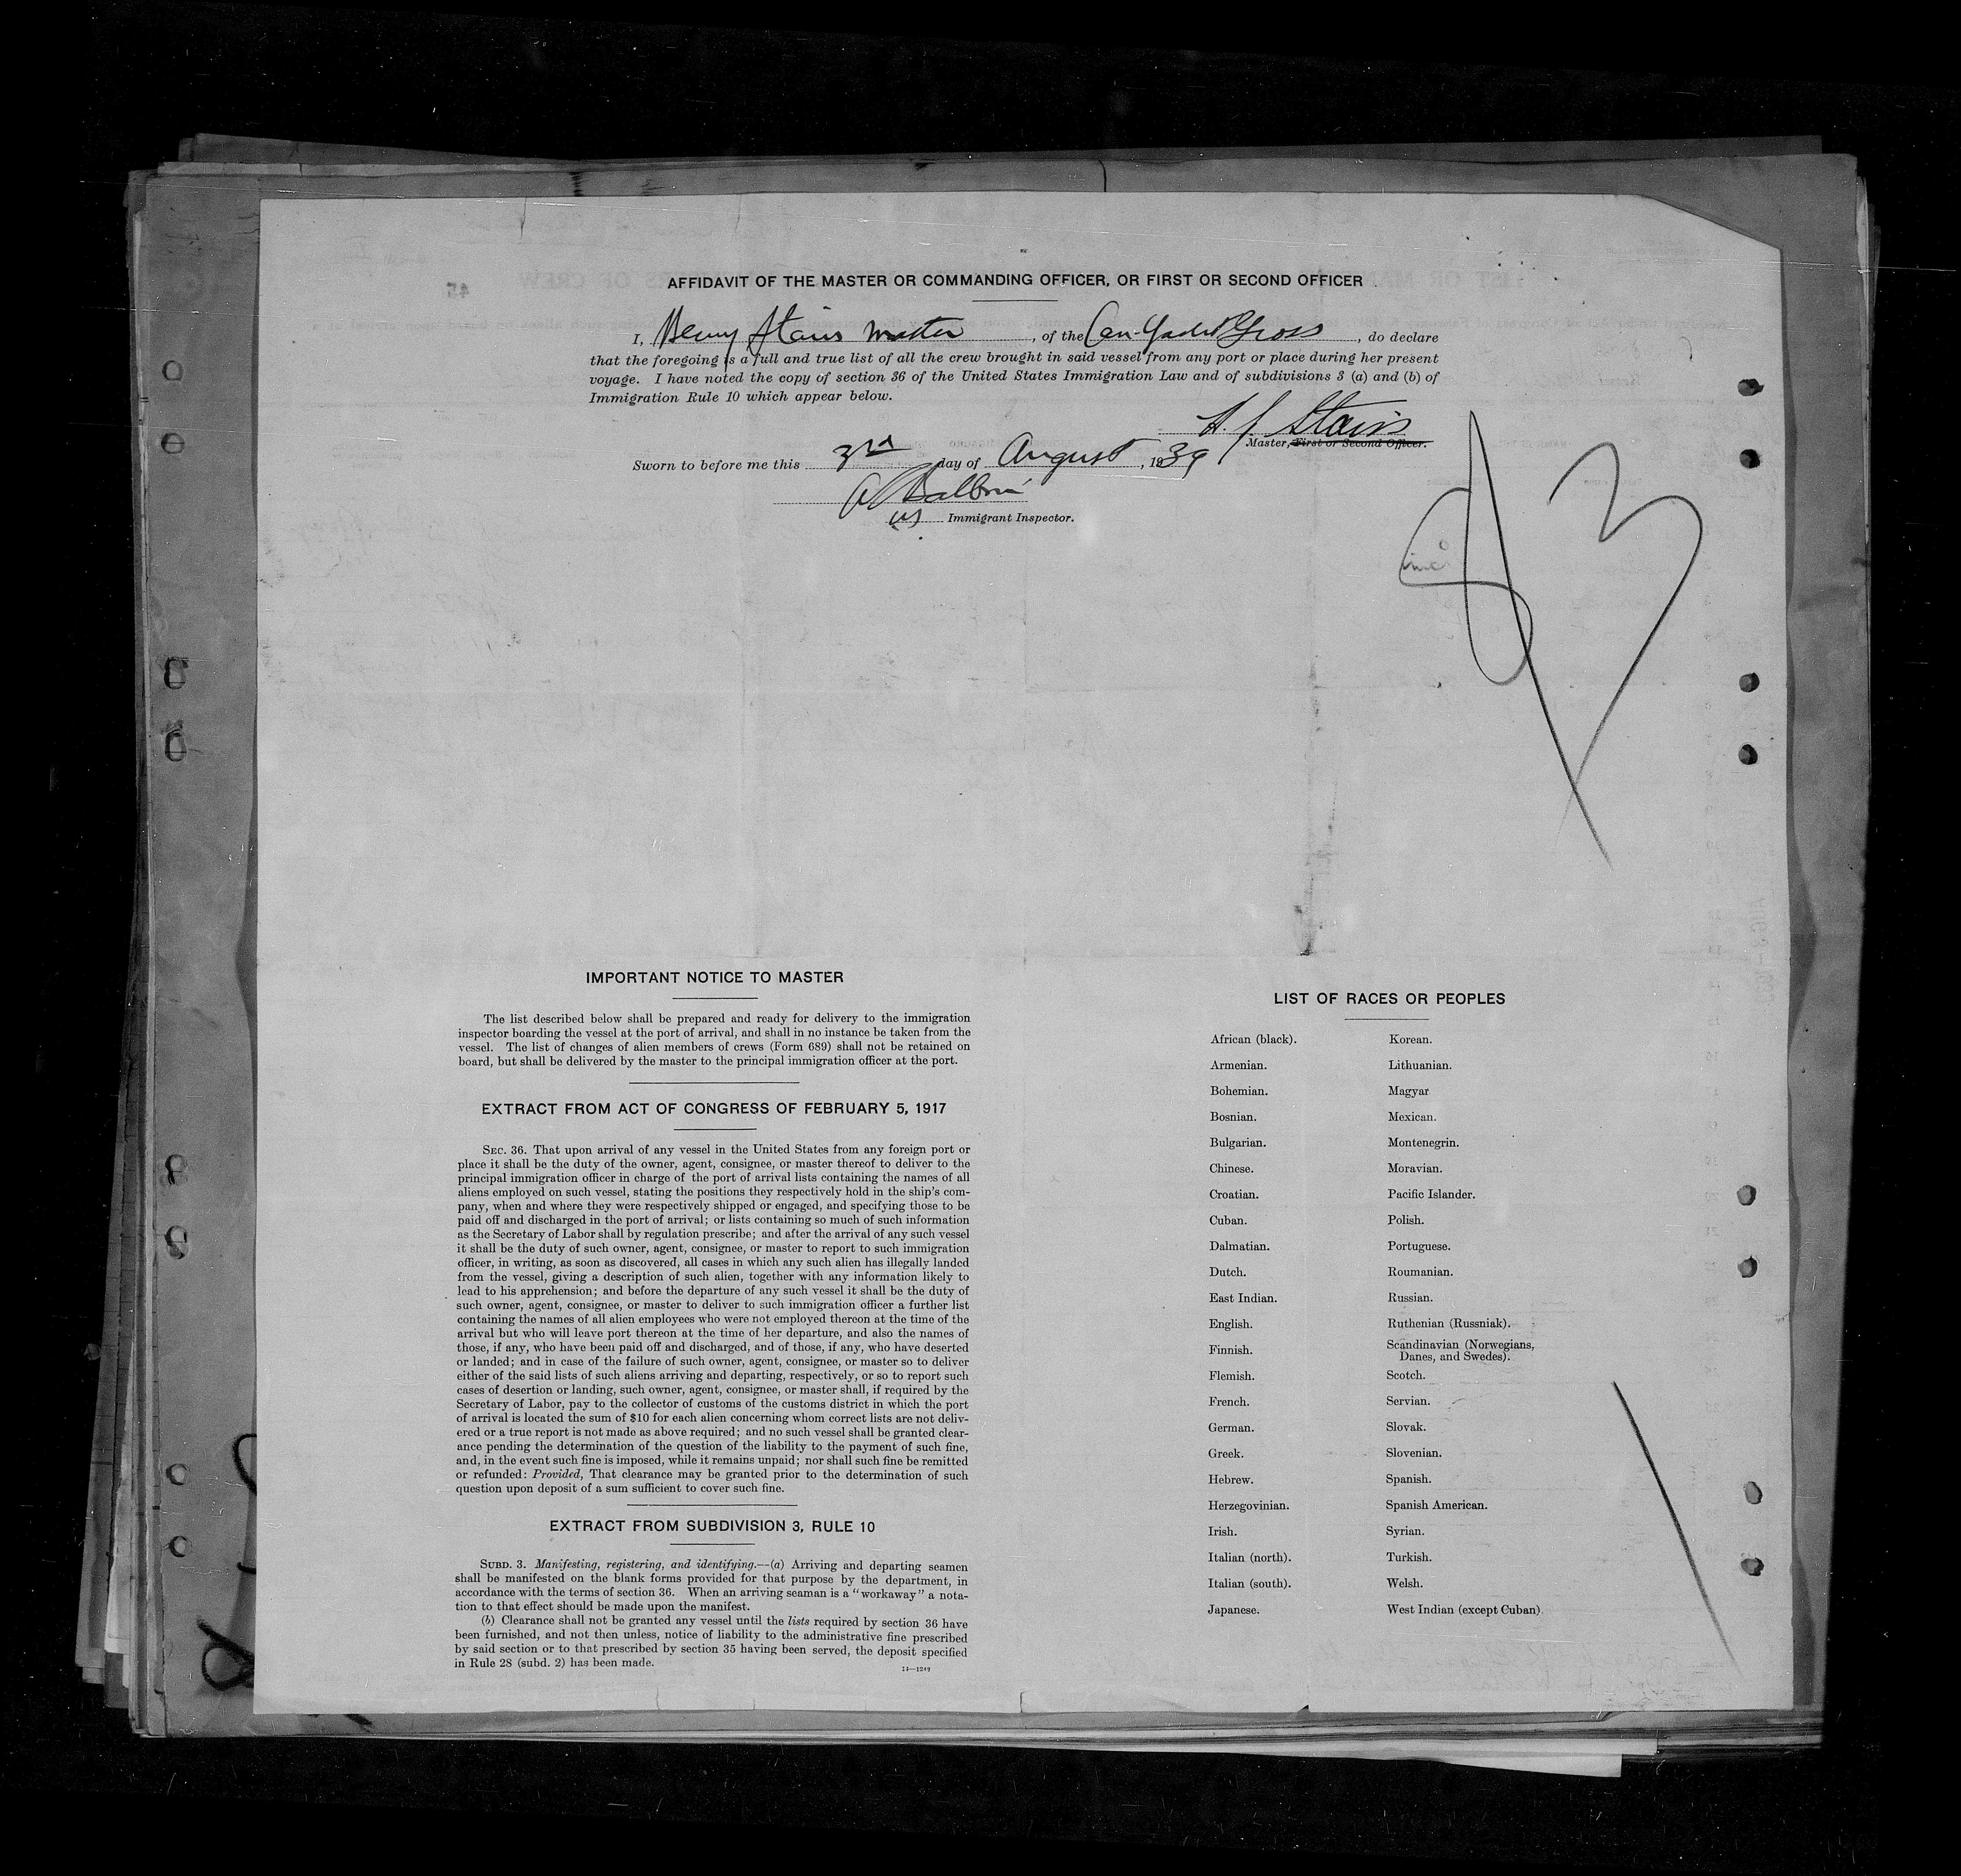 AFFIDAVIT OF THE MASTER OR COMMANDING OFFICER, OR FIRST OR SECOND OFFICER
I, Henry Stairs master, of the Can. Yacht Gross, do declare
that the foregoing is a full and true list of all the crew brought in said vessel from any port or place during her present
voyage. I have noted the copy of section 36 of the United States Immigration Law and of subdivisions 3 (a) and (b) of
Immigration Rule 10 which appear below.
H. J. Stairs
Master, First or Second Officer.
Sworn to before me this 3rd day of August, 1939
Immigrant Inspector.
43
IMPORTANT NOTICE TO MASTER
The list described below shall be prepared and ready for delivery to the immigration
inspector boarding the vessel at the port of arrival, and shall in no instance be taken from the
vessel. The list of changes of alien members of crews (Form 689) shall not be retained on
board, but shall be delivered by the master to the principal immigration officer at the port.
EXTRACT FROM ACT OF CONGRESS OF FEBRUARY 5, 1917
SEC. 36. That upon arrival of any vessel in the United States from any foreign port or
place it shall be the duty of the owner, agent, consignee, or master thereof to deliver to the
principal immigration officer in charge of the port of arrival lists containing the names of all
aliens employed on such vessel, stating the positions they respectively hold in the ship's com-
pany, when and where they were respectively shipped or engaged, and specifying those to be
paid off and discharged in the port of arrival; or lists containing so much of such information
as the Secretary of Labor shall by regulation prescribe; and after the arrival of any such vessel
it shall be the duty of such owner, agent, consignee, or master to report to such immigration
officer, in writing, as soon as discovered, all cases in which any such alien has illegally landed
from the vessel, giving a description of such alien, together with any information likely to
lead to his apprehension; and before the departure of any such vessel it shall be the duty of
such owner, agent, consignee, or master to deliver to such immigration officer a further list
containing the names of all alien employees who were not employed thereon at the time of the
arrival but who will leave port thereon at the time of her departure, and also the names of
those, if any, who have been paid off and discharged, and of those, if any, who have deserted
or landed; and in case of the failure of such owner, agent, consignee, or master so to deliver
either of the said lists of such aliens arriving and departing, respectively, or so to report such
cases of desertion or landing, such owner, agent, consignee, or master shall, if required by the
Secretary of Labor, pay to the collector of customs of the customs district in which the port
of arrival is located the sum of $10 for each alien concerning whom correct lists are not deliv-
ered or a true report is not made as above required; and no such vessel shall be granted clear-
ance pending the determination of the question of the liability to the payment of such fine,
and, in the event such fine is imposed, while it remains unpaid; nor shall such fine be remitted
or refunded: Provided, That clearance may be granted prior to the determination of such
question upon deposit of a sum sufficient to cover such fine.
EXTRACT FROM SUBDIVISION 3, RULE 10
SUBD. 3. Manifesting, registering, and identifying.—(a) Arriving and departing seamen
shall be manifested on the blank forms provided for that purpose by the department, in
accordance with the terms of section 36. When an arriving seaman is a "workaway" a nota-
tion to that effect should be made upon the manifest.
(b) Clearance shall not be granted any vessel until the lists required by section 36 have
been furnished, and not then unless, notice of liability to the administrative fine prescribed
by said section or to that prescribed by section 35 having been served, the deposit specified
in Rule 28 (subd. 2) has been made.
14—1249
LIST OF RACES OR PEOPLES
African (black).
Armenian.
Bohemian.
Bosnian.
Bulgarian.
Chinese.
Croatian.
Cuban.
Dalmatian.
Dutch.
East Indian.
English.
Finnish.
Flemish.
French.
German.
Greek.
Hebrew.
Herzegovinian.
Irish.
Italian (north).
Italian (south).
Japanese.
Korean.
Lithuanian.
Magyar
Mexican.
Montenegrin.
Moravian.
Pacific Islander.
Polish.
Portuguese.
Roumanian.
Russian.
Ruthenian (Russniak).
Scandinavian (Norwegians,
Danes, and Swedes).
Scotch.
Servian.
Slovak.
Slovenian.
Spanish.
Spanish American.
Syrian.
Turkish.
Welsh.
West Indian (except Cuban).